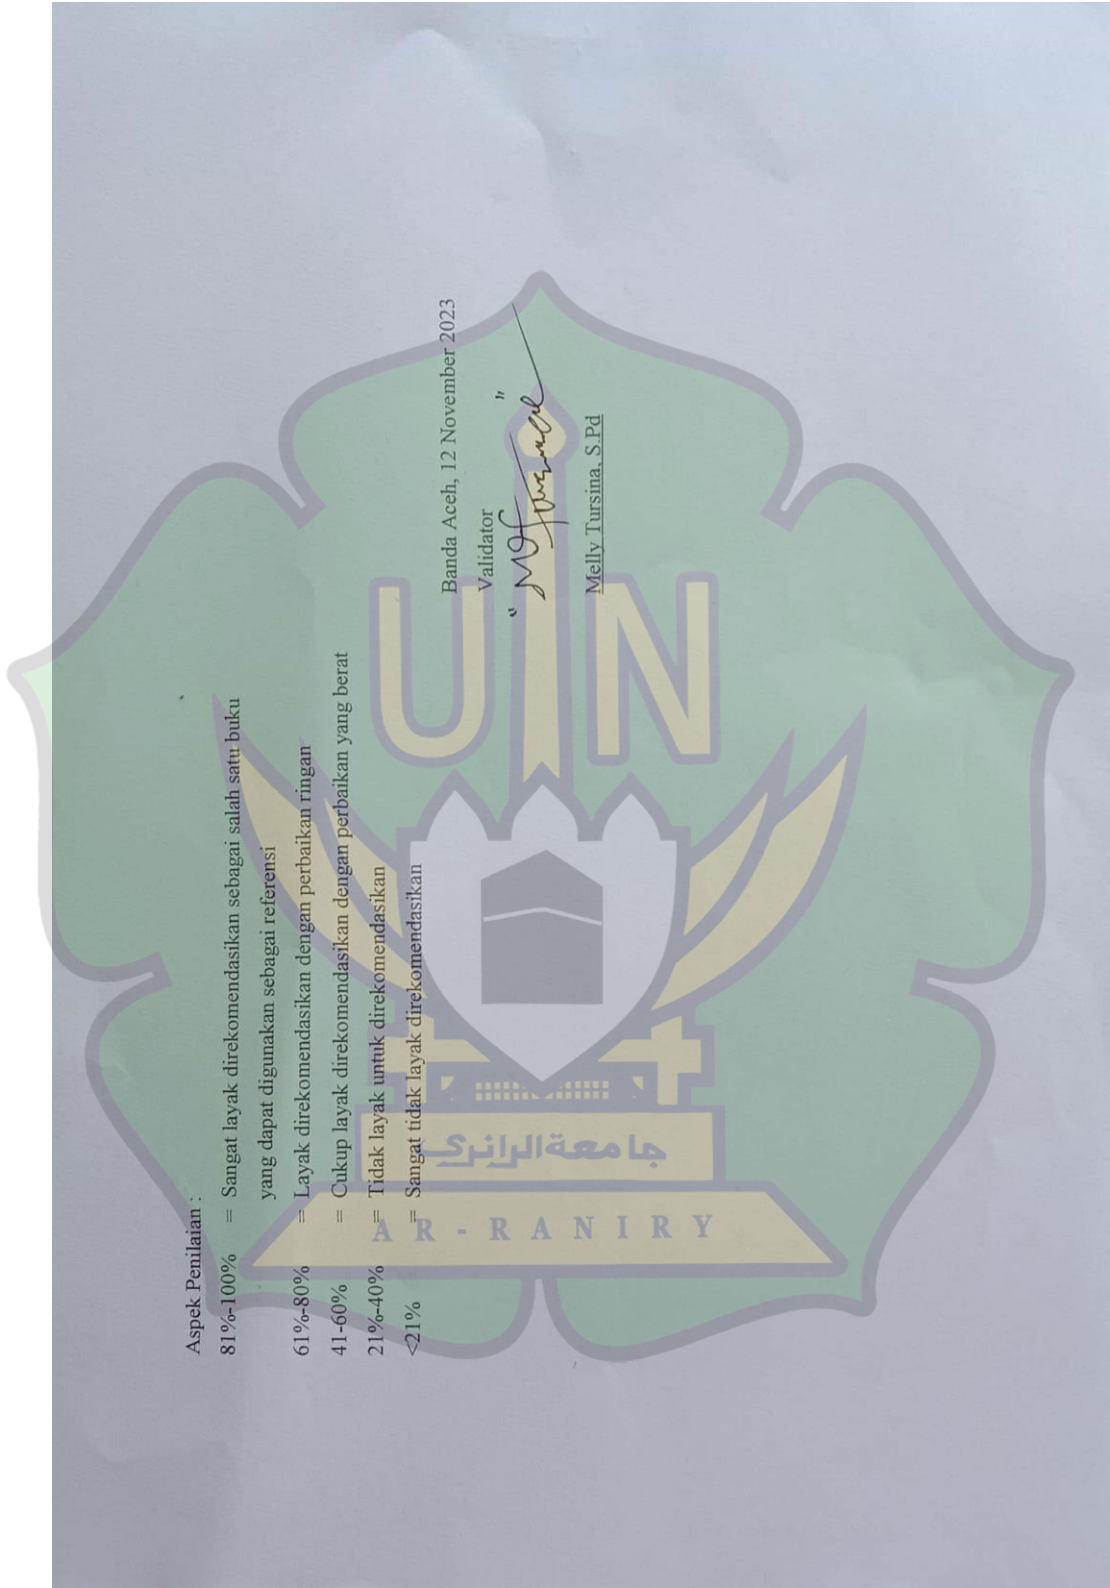 Aspek Penilaian :
81%-100% = Sangat layak direkomendasikan sebagai salah satu buku
yang dapat digunakan sebagai referensi
61%-80% = Layak direkomendasikan dengan perbaikan ringan
41-60% = Cukup layak direkomendasikan dengan perbaikan yang berat
21%-40% = Tidak layak untuk direkomendasikan
<21% = Sangat tidak layak direkomendasikan
Banda Aceh, 12 November 2023
Validator
Melly Tursina, S.Pd
UIN
جامعة الرانري
AR-RANIRY